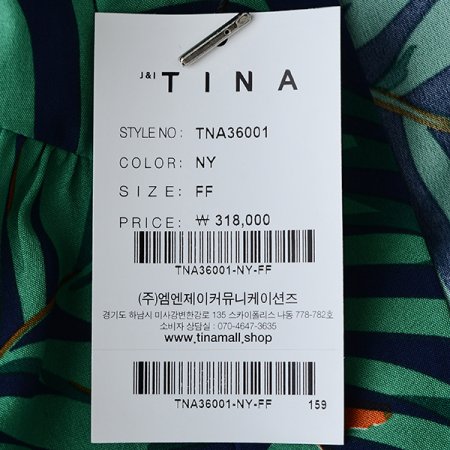 J&I TINA
STYLE NO: TNA36001
COLOR: NY
SIZE: FF
PRICE: ₩ 318,000
TNA36001-NY-FF
(주)엠엔제이커뮤니케이션즈
경기도 하남시 미사강변한강로 135 스카이폴리스 나동 778-782호
소비자 상담실 : 070-4647-3635
www.tinamall.shop
TNA36001-NY-FF 159